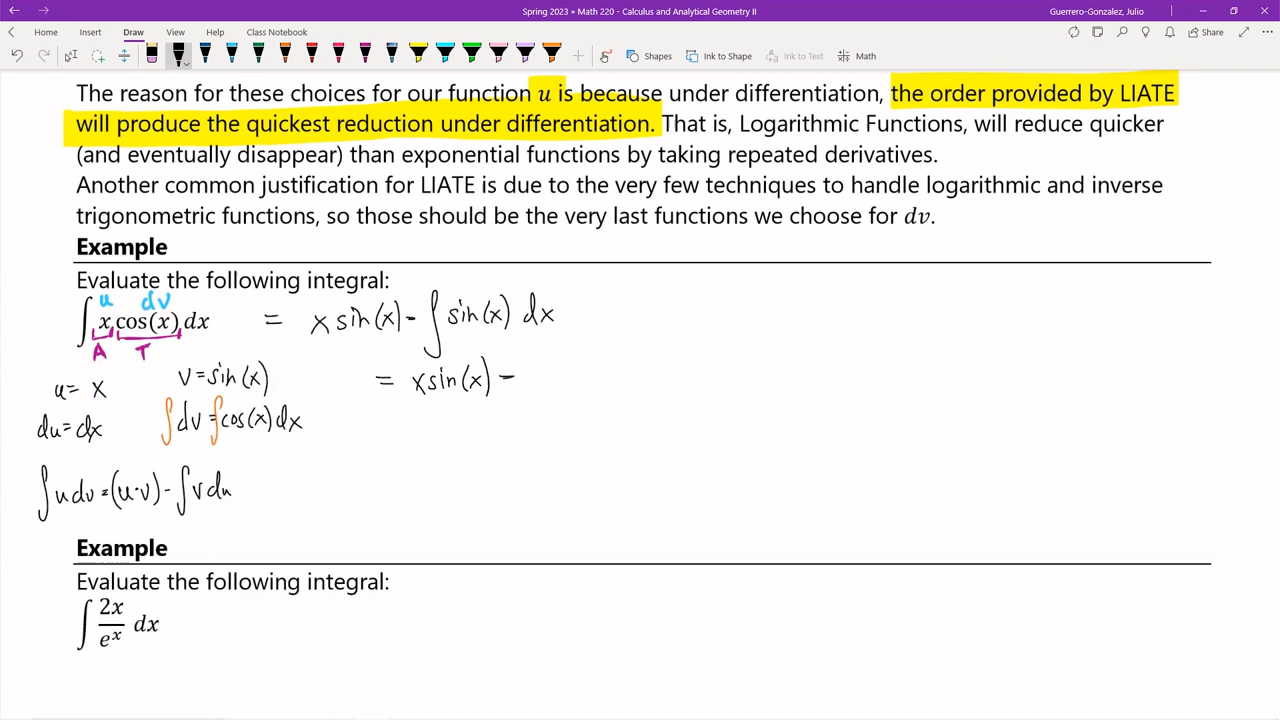 Spring 2023 » Math 220 - Calculus and Analytical Geometry II
Guerrero-Gonzalez, Julio
Home Insert Draw View Help Class Notebook
Share
Shapes Ink to Shape Ink to Text Math
The reason for these choices for our function u is because under differentiation, the order provided by LIATE
will produce the quickest reduction under differentiation. That is, Logarithmic Functions, will reduce quicker
(and eventually disappear) than exponential functions by taking repeated derivatives.
Another common justification for LIATE is due to the very few techniques to handle logarithmic and inverse
trigonometric functions, so those should be the very last functions we choose for dv.
Example
Evaluate the following integral:
u dv
∫ x cos(x) dx = x sin(x) - ∫ sin(x) dx
A T
u = x v = sin(x) = x sin(x) -
du = dx ∫ dv = ∫ cos(x) dx
∫ u dv = (u·v) - ∫ v du
Example
Evaluate the following integral:
∫ 2x/e^x dx